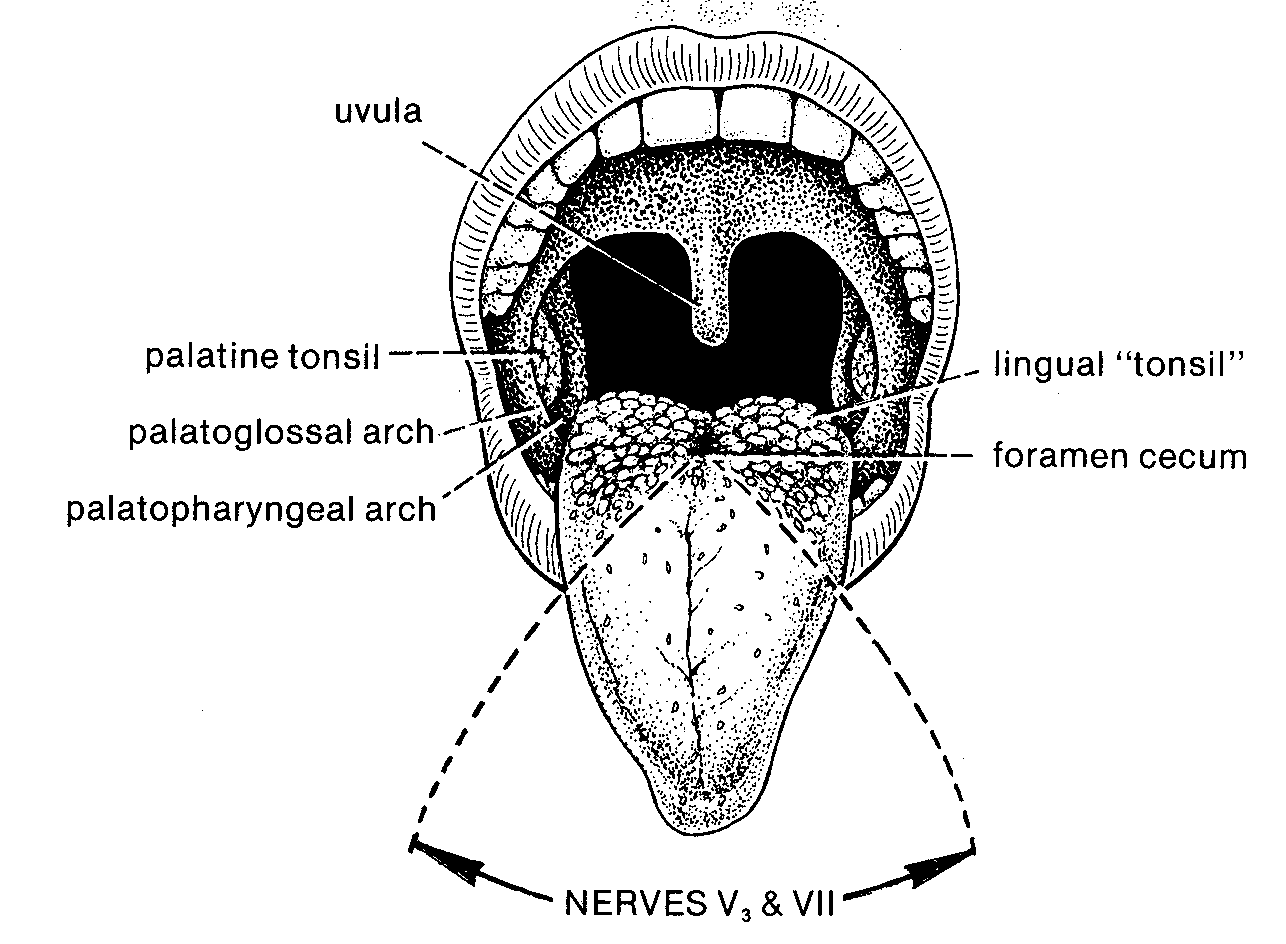 uvula
palatine tonsil
palatoglossal arch
palatopharyngeal arch
lingual “tonsil”
foramen cecum
NERVES V₃ & VII